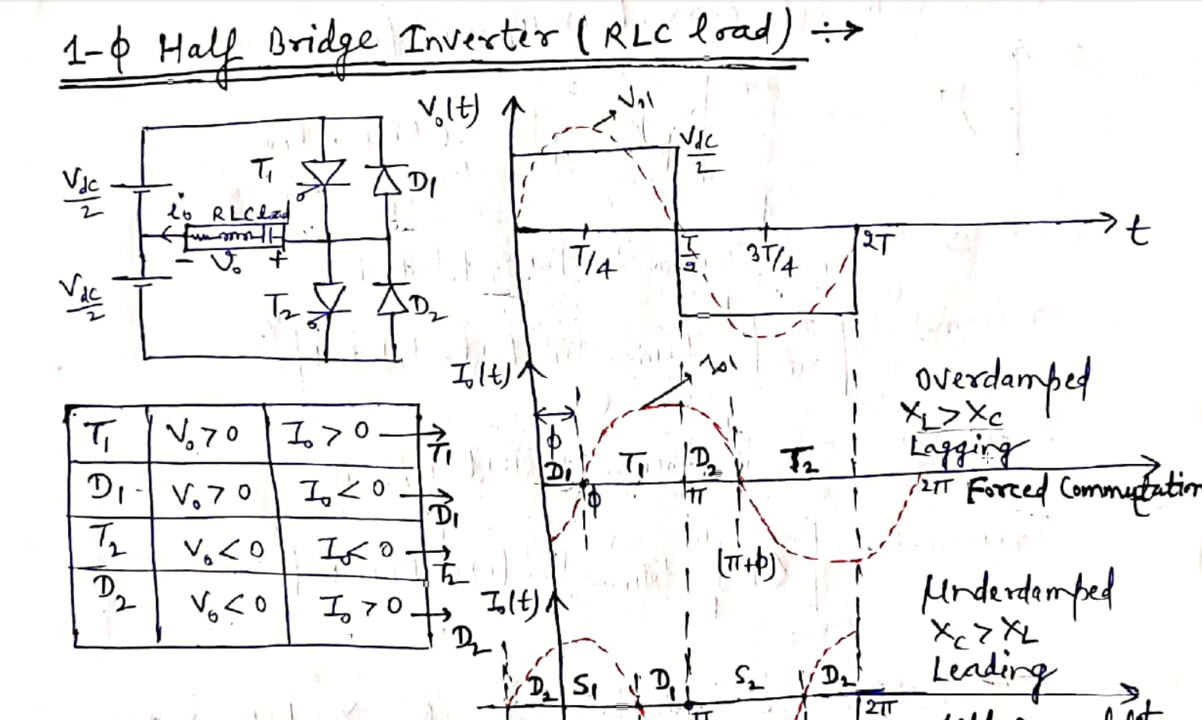 1-ϕ Half Bridge Inverter (RLC load) ÷→
V₀(t)
V₀₁
Vdc/2
T₁
D₁
Vdc/2
i₀ RLC load
- V₀ +
Vdc/2
T₂
D₂
T/4
T/2
3T/4
2T
t
I₀(t)
I₀₁
ϕ
D₁ T₁ D₂ T₂
ϕ
π
(π+ϕ)
2π
Overdamped
X_L > X_C
Lagging
Forced Commutation
T₁ V₀ > 0 I₀ > 0 → T₁
D₁ V₀ > 0 I₀ < 0 → D₁
T₂ V₀ < 0 I₀ < 0 → T₂
D₂ V₀ < 0 I₀ > 0 → D₂
I₀(t)
D₂ S₁ D₁ S₂ D₂
π
2π
Underdamped
X_C > X_L
Leading